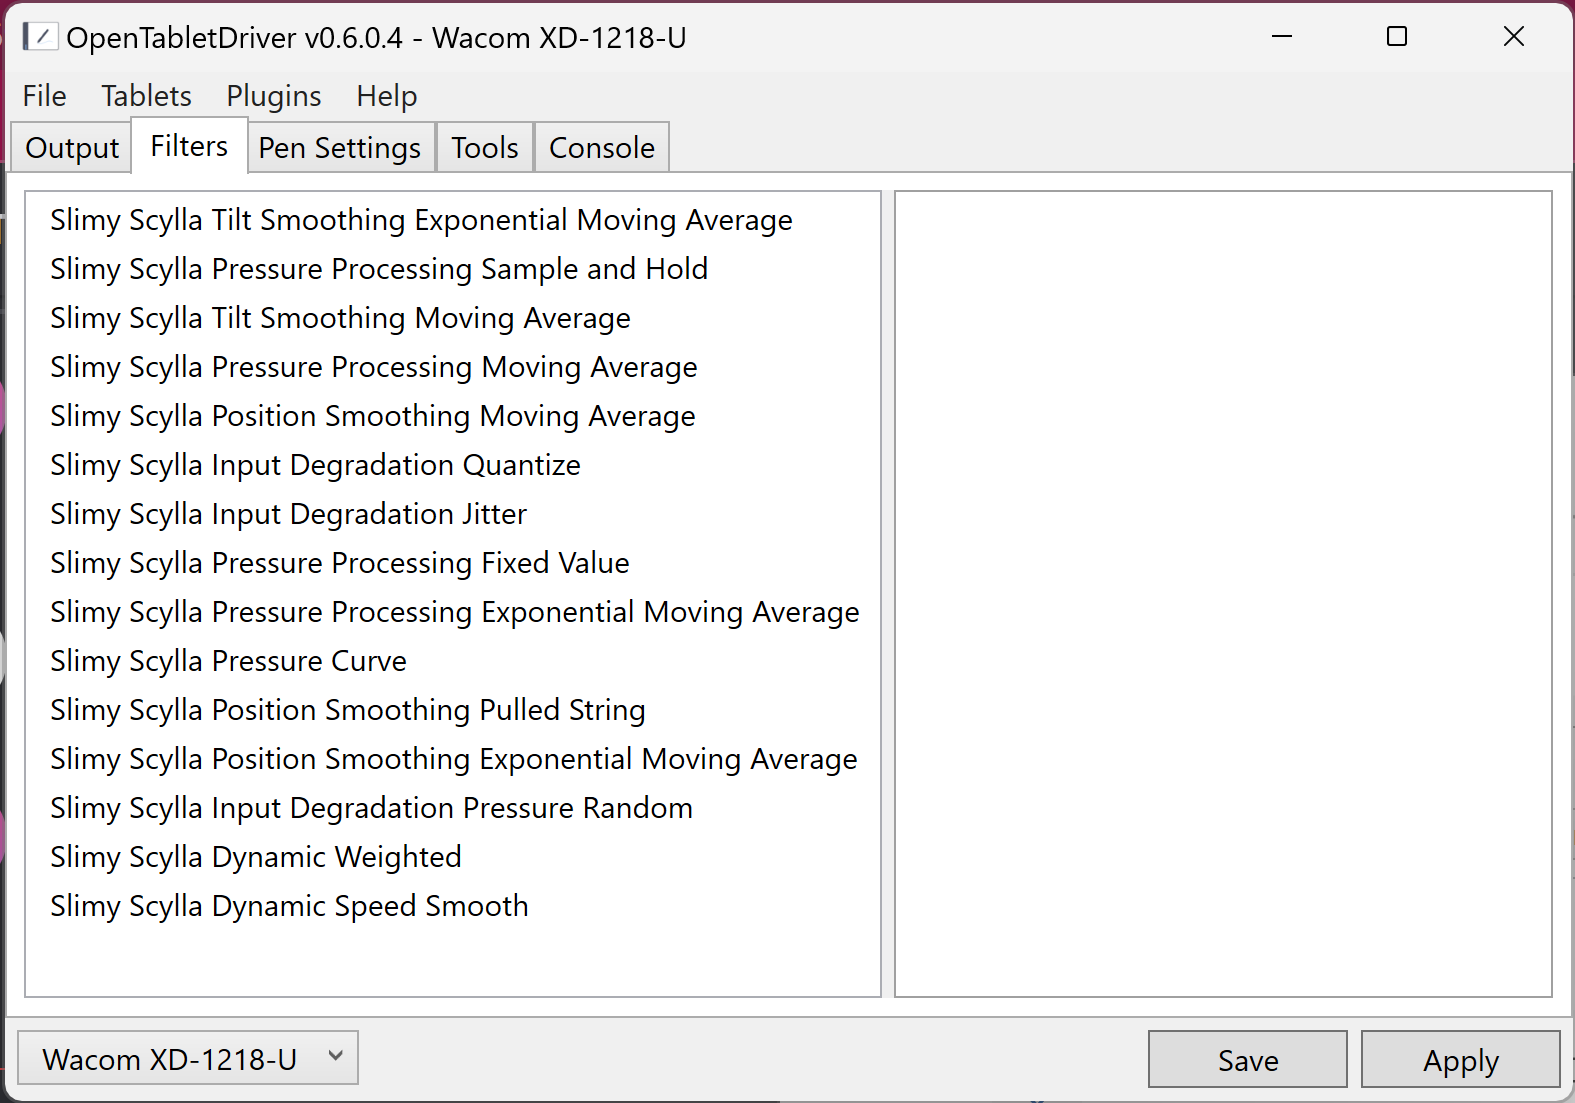 OpenTabletDriver v0.6.0.4 - Wacom XD-1218-U
File Tablets Plugins Help
Output Filters Pen Settings Tools Console
Slimy Scylla Tilt Smoothing Exponential Moving Average
Slimy Scylla Pressure Processing Sample and Hold
Slimy Scylla Tilt Smoothing Moving Average
Slimy Scylla Pressure Processing Moving Average
Slimy Scylla Position Smoothing Moving Average
Slimy Scylla Input Degradation Quantize
Slimy Scylla Input Degradation Jitter
Slimy Scylla Pressure Processing Fixed Value
Slimy Scylla Pressure Processing Exponential Moving Average
Slimy Scylla Pressure Curve
Slimy Scylla Position Smoothing Pulled String
Slimy Scylla Position Smoothing Exponential Moving Average
Slimy Scylla Input Degradation Pressure Random
Slimy Scylla Dynamic Weighted
Slimy Scylla Dynamic Speed Smooth
Wacom XD-1218-U Save Apply